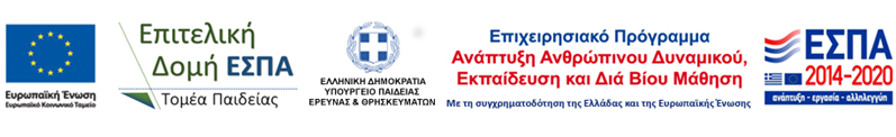 Ευρωπαϊκή Ένωση
Ευρωπαϊκό Κοινωνικό Ταμείο
Επιτελική
Δομή ΕΣΠΑ
Τομέα Παιδείας
ΕΛΛΗΝΙΚΗ ΔΗΜΟΚΡΑΤΙΑ
ΥΠΟΥΡΓΕΙΟ ΠΑΙΔΕΙΑΣ
ΕΡΕΥΝΑΣ & ΘΡΗΣΚΕΥΜΑΤΩΝ
Επιχειρησιακό Πρόγραμμα
Ανάπτυξη Ανθρώπινου Δυναμικού,
Εκπαίδευση και Διά Βίου Μάθηση
Με τη συγχρηματοδότηση της Ελλάδας και της Ευρωπαϊκής Ένωσης
ΕΣΠΑ
2014-2020
ανάπτυξη - εργασία - αλληλεγγύη